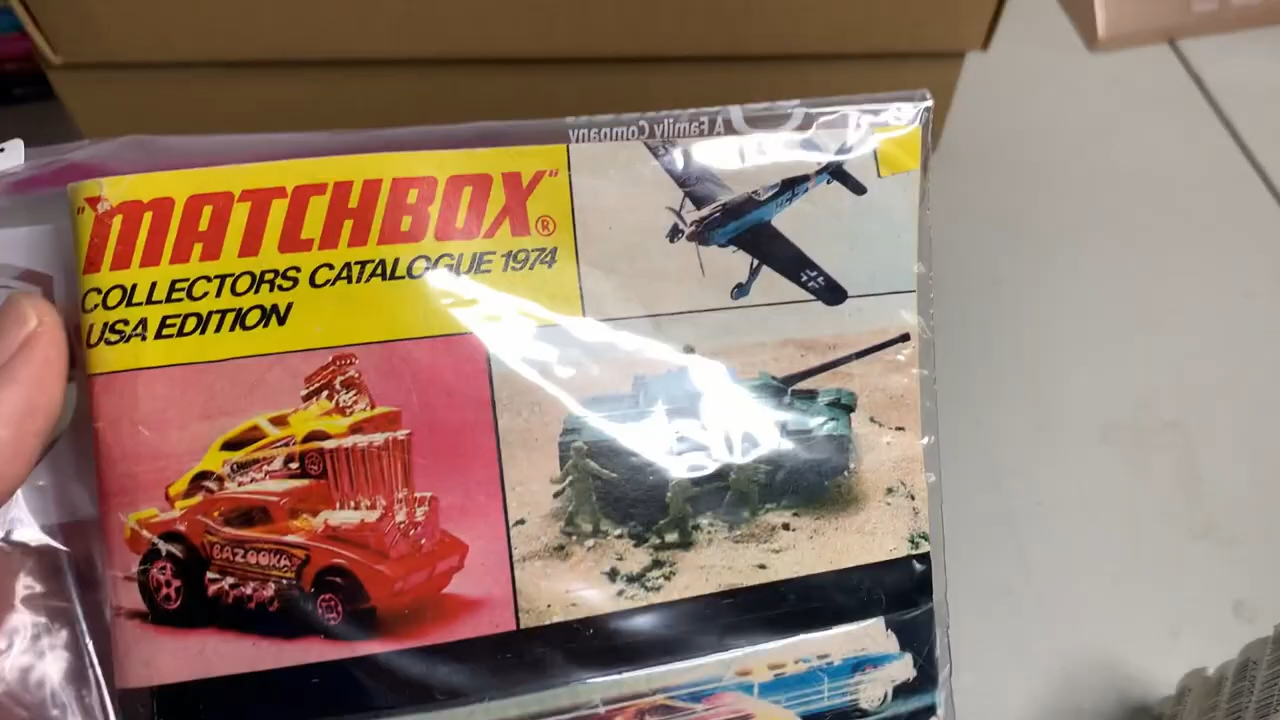 A Family Company
"MATCHBOX"®
COLLECTORS CATALOGUE 1974
USA EDITION
BAZOOKA